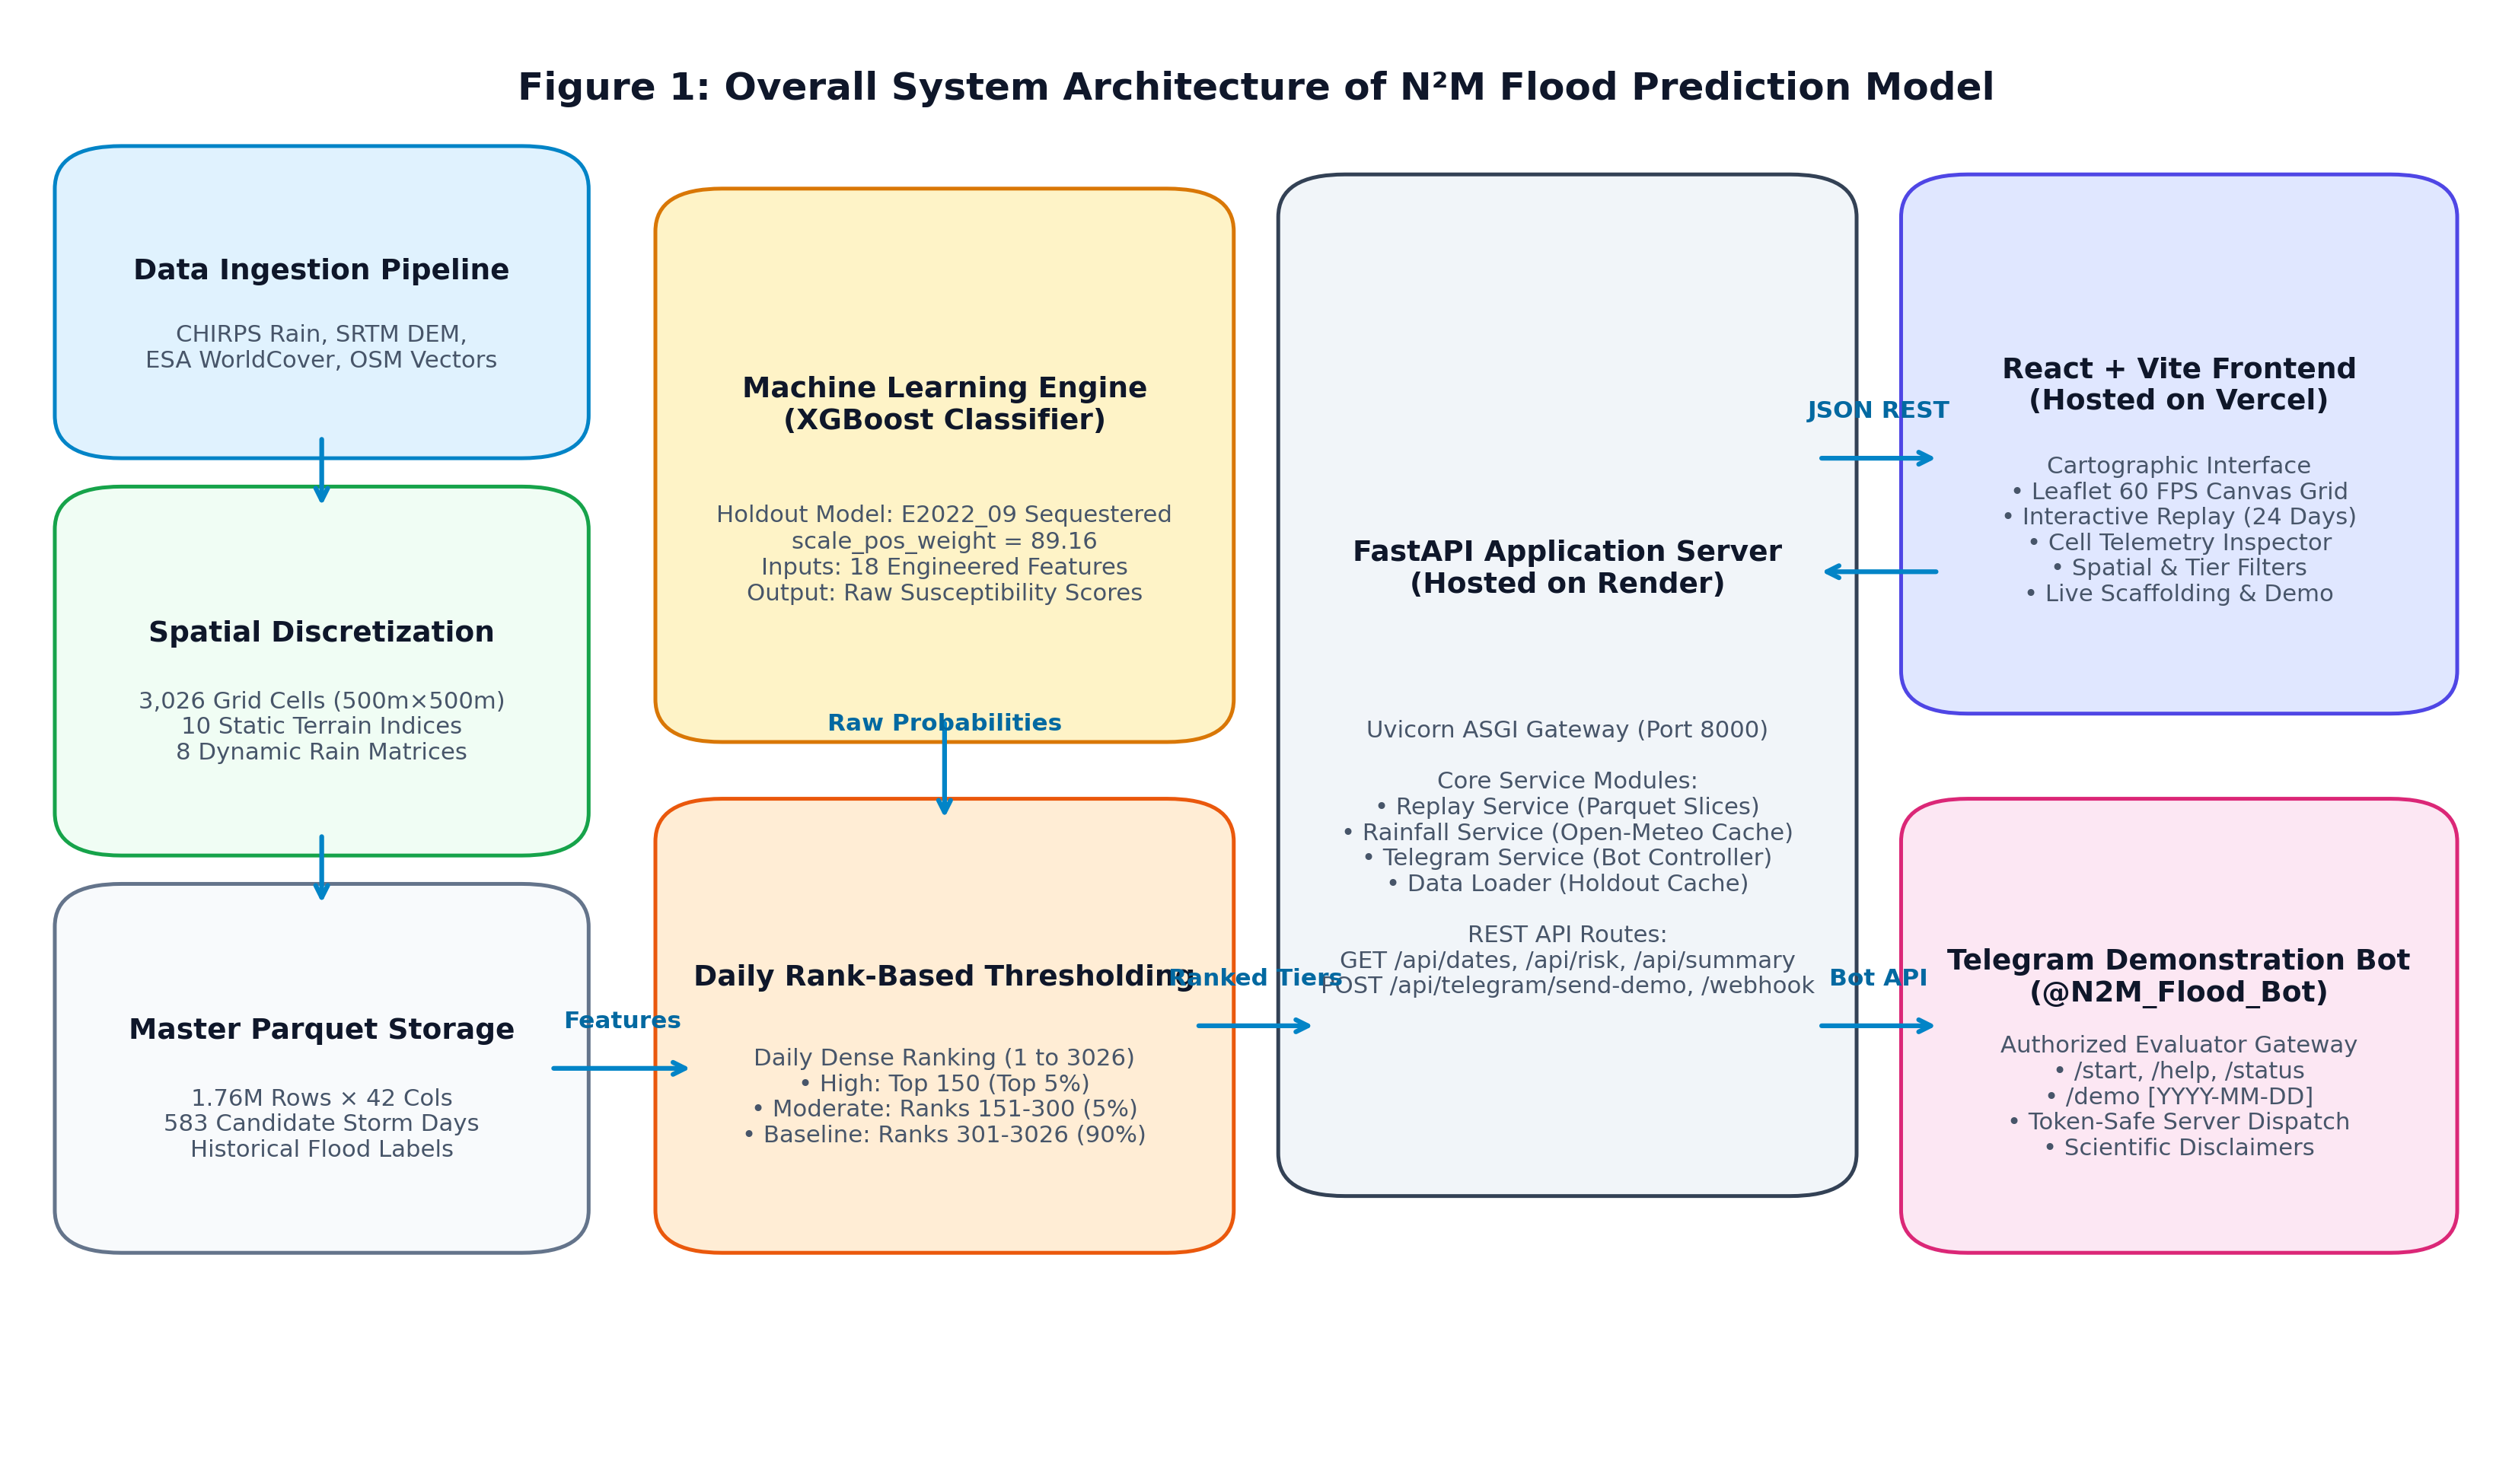 Figure 1: Overall System Architecture of N²M Flood Prediction Model
Data Ingestion Pipeline
CHIRPS Rain, SRTM DEM,
ESA WorldCover, OSM Vectors
Spatial Discretization
3,026 Grid Cells (500m×500m)
10 Static Terrain Indices
8 Dynamic Rain Matrices
Master Parquet Storage
1.76M Rows × 42 Cols
583 Candidate Storm Days
Historical Flood Labels
Features
Machine Learning Engine
(XGBoost Classifier)
Holdout Model: E2022_09 Sequestered
scale_pos_weight = 89.16
Inputs: 18 Engineered Features
Output: Raw Susceptibility Scores
Raw Probabilities
Daily Rank-Based Thresholding
Daily Dense Ranking (1 to 3026)
• High: Top 150 (Top 5%)
• Moderate: Ranks 151-300 (5%)
• Baseline: Ranks 301-3026 (90%)
Ranked Tiers
FastAPI Application Server
(Hosted on Render)
Uvicorn ASGI Gateway (Port 8000)
Core Service Modules:
• Replay Service (Parquet Slices)
• Rainfall Service (Open-Meteo Cache)
• Telegram Service (Bot Controller)
• Data Loader (Holdout Cache)
REST API Routes:
GET /api/dates, /api/risk, /api/summary
POST /api/telegram/send-demo, /webhook
JSON REST
React + Vite Frontend
(Hosted on Vercel)
Cartographic Interface
• Leaflet 60 FPS Canvas Grid
• Interactive Replay (24 Days)
• Cell Telemetry Inspector
• Spatial & Tier Filters
• Live Scaffolding & Demo
Bot API
Telegram Demonstration Bot
(@N2M_Flood_Bot)
Authorized Evaluator Gateway
• /start, /help, /status
• /demo [YYYY-MM-DD]
• Token-Safe Server Dispatch
• Scientific Disclaimers